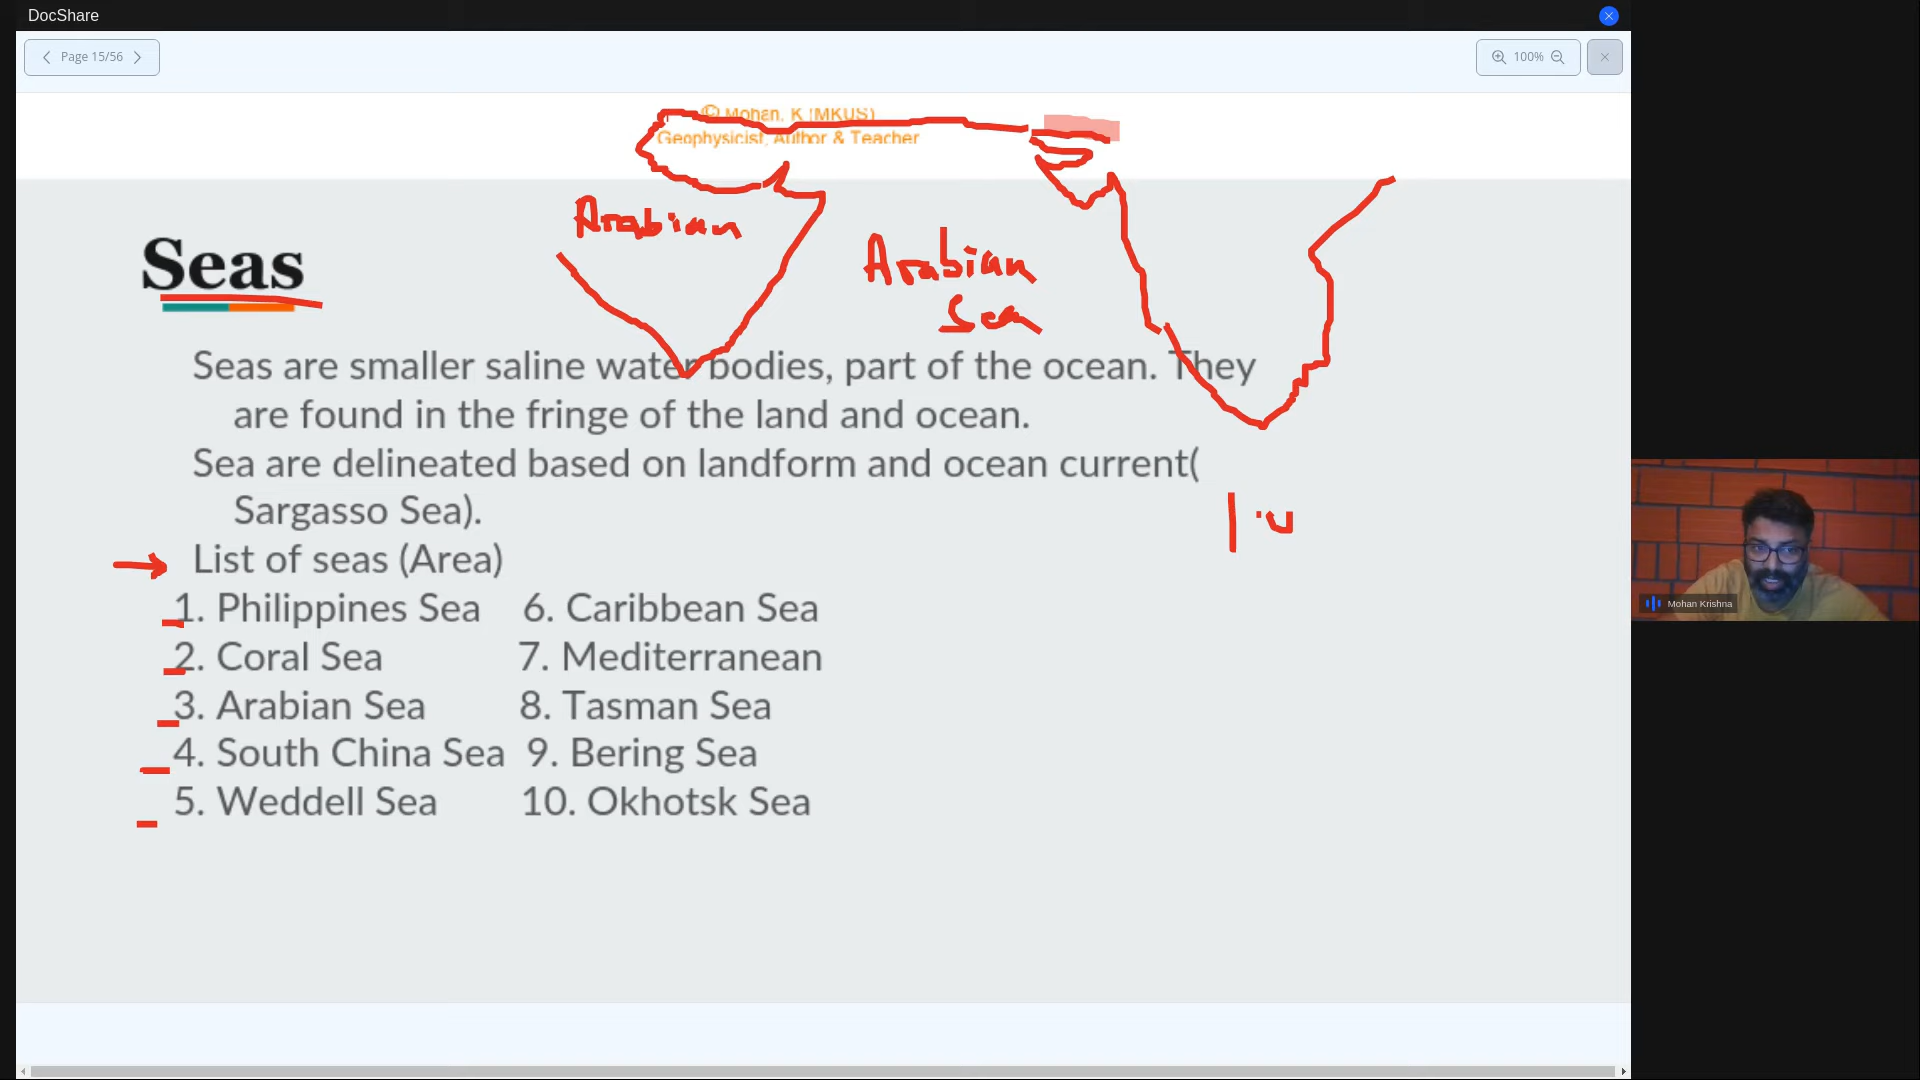 DocShare
Page 15/56
100%
© Mohan. K (MKUS)
Geophysicist, Author & Teacher
Arabian
Arabian
Sea
Seas
Seas are smaller saline water bodies, part of the ocean. They
are found in the fringe of the land and ocean.
Sea are delineated based on landform and ocean current(
Sargasso Sea).
List of seas (Area)
1. Philippines Sea 6. Caribbean Sea
2. Coral Sea 7. Mediterranean
3. Arabian Sea 8. Tasman Sea
4. South China Sea 9. Bering Sea
5. Weddell Sea 10. Okhotsk Sea
Mohan Krishna